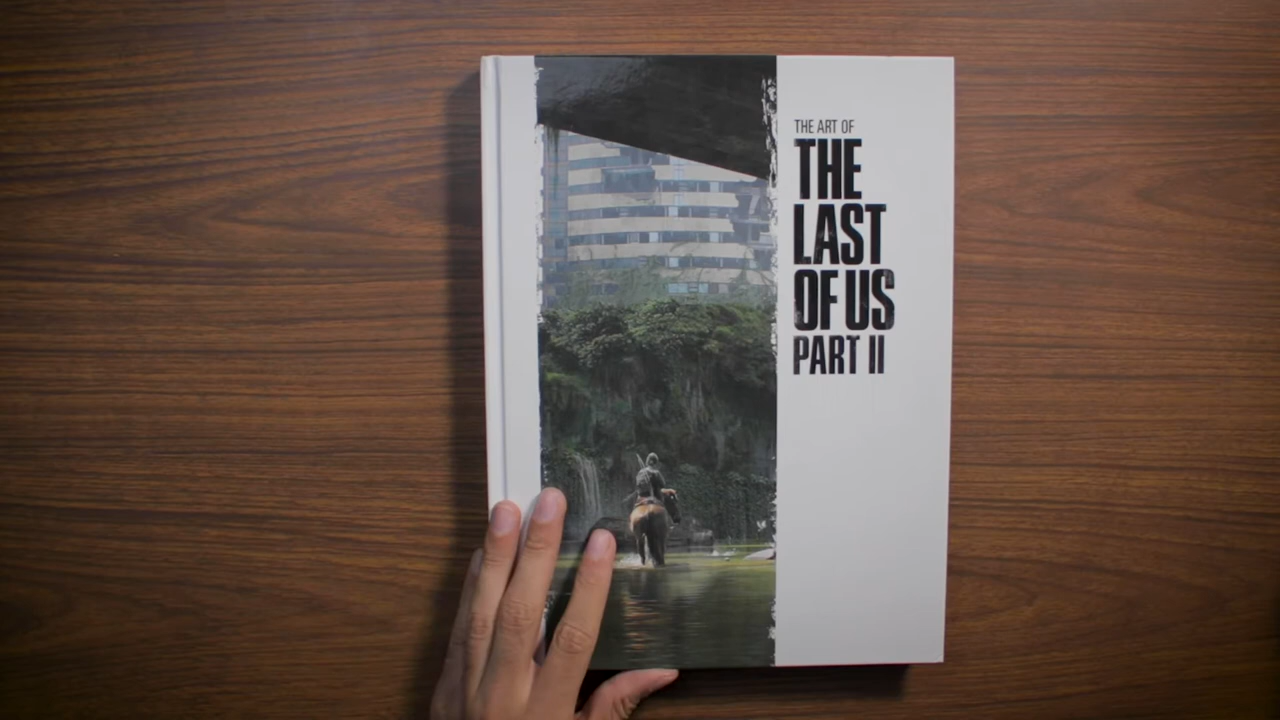 THE ART OF
THE
LAST
OF US
PART II